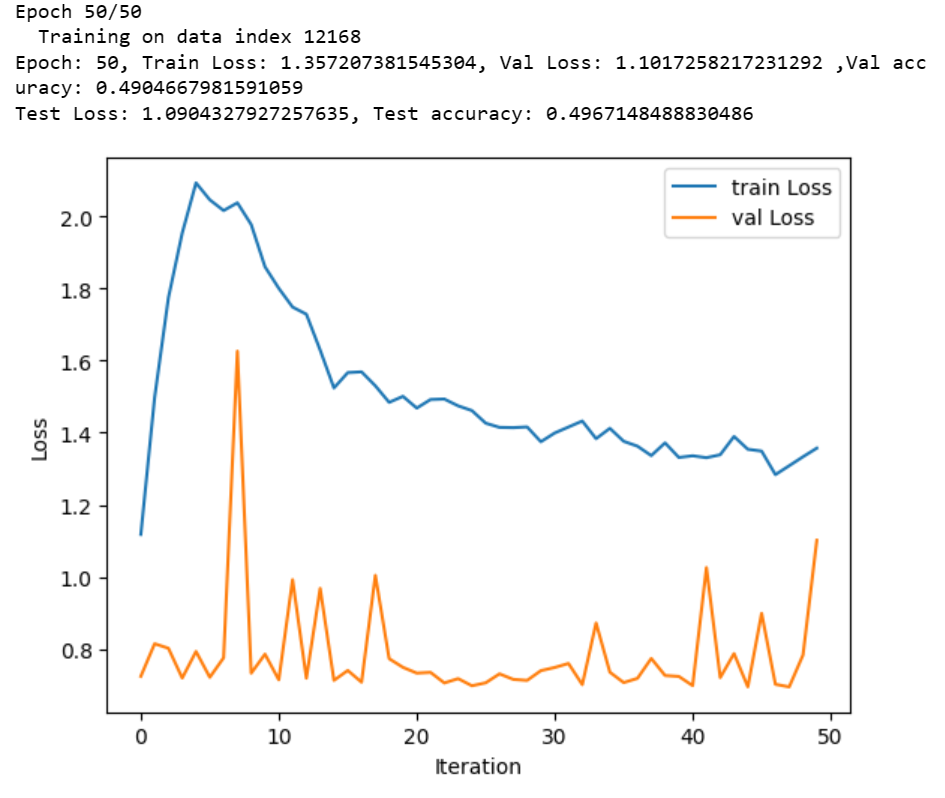 Epoch 50/50
  Training on data index 12168
Epoch: 50, Train Loss: 1.357207381545304, Val Loss: 1.1017258217231292 ,Val acc
uracy: 0.4904667981591059
Test Loss: 1.0904327927257635, Test accuracy: 0.4967148488830486
train Loss
val Loss
2.0
1.8
1.6
1.4
1.2
1.0
0.8
Loss
0 10 20 30 40 50
Iteration